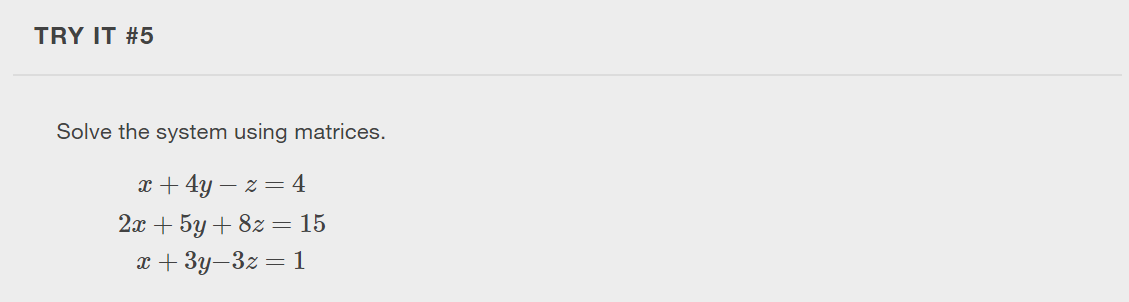 TRY IT #5
Solve the system using matrices.
x + 4y − z = 4
2x + 5y + 8z = 15
x + 3y−3z = 1